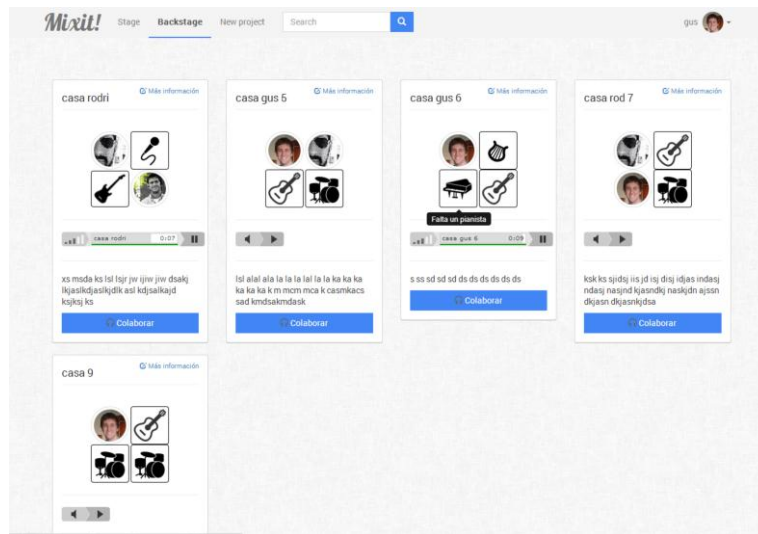 Mixit! Stage Backstage New project Search gus
casa rodri Más información
casa rodri 0:07
xs msda ks lsl lsjr jw ijiw jiw dsakj
lkjaslkdjaslkjdlk asl kdjsalkajd
ksjksj ks
Colaborar
casa gus 5 Más información
lsl alal ala la la la lal la la ka ka ka
ka ka ka k m mcm mca k casmkacs
sad kmdsakmdask
Colaborar
casa gus 6 Más información
Falta un pianista
casa gus 6 0:09
s ss sd sd sd ds ds ds ds ds ds
Colaborar
casa rod 7 Más información
ksk ks sjidsj iis jd isj disj idjas indasj
ndasj nasjnd kjasndkj naskjdn ajssn
dkjasn dkjasnkjdsa
Colaborar
casa 9 Más información